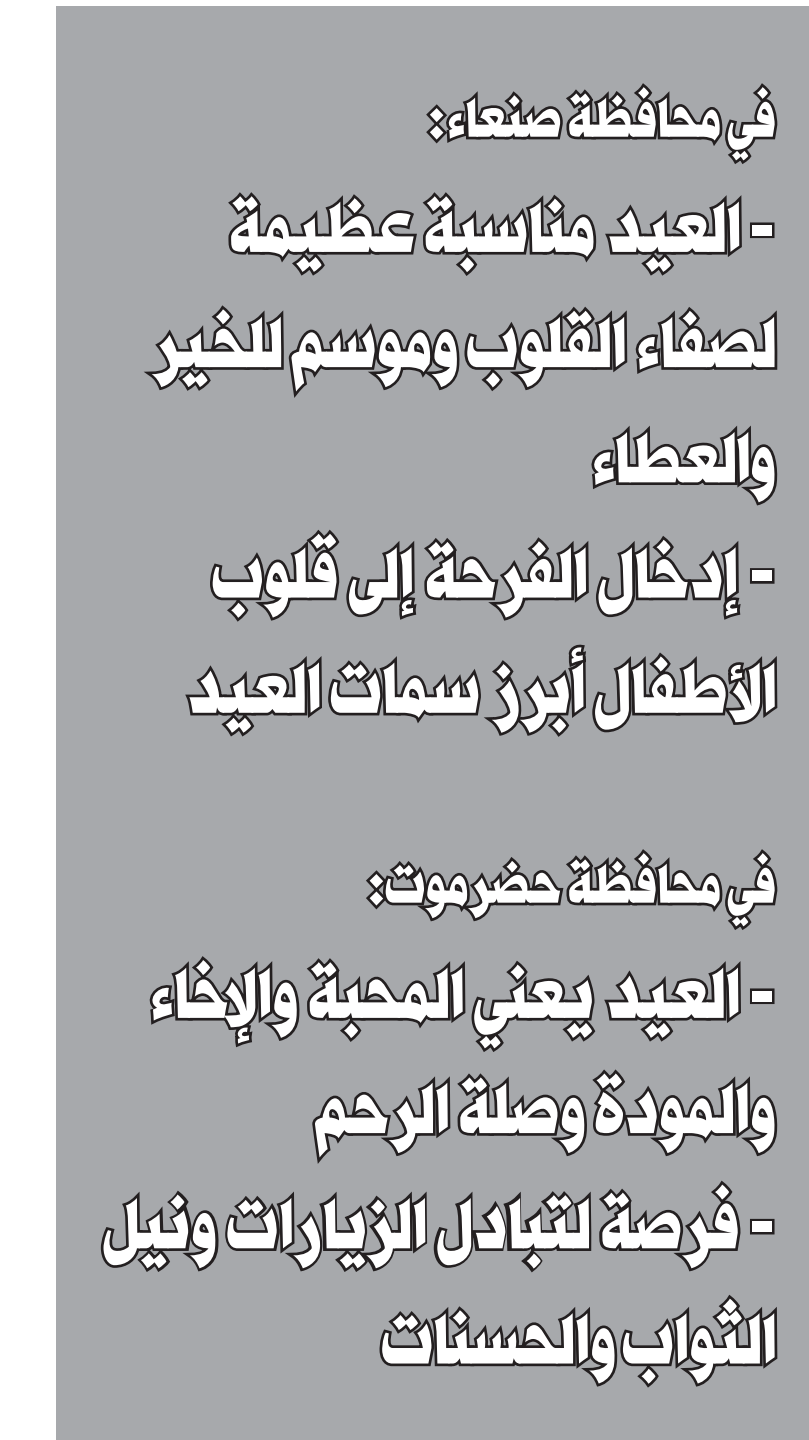 في محافظة صنعاء:
- العيد مناسبة عظيمة
لصفاء القلوب وموسم للخير
والعطاء
- إدخال الفرحة إلى قلوب
الأطفال أبرز سمات العيد
في محافظة حضرموت:
- العيد يعني المحبة والإخاء
والمودة وصلة الرحم
- فرصة لتبادل الزيارات ونيل
الثواب والحسنات